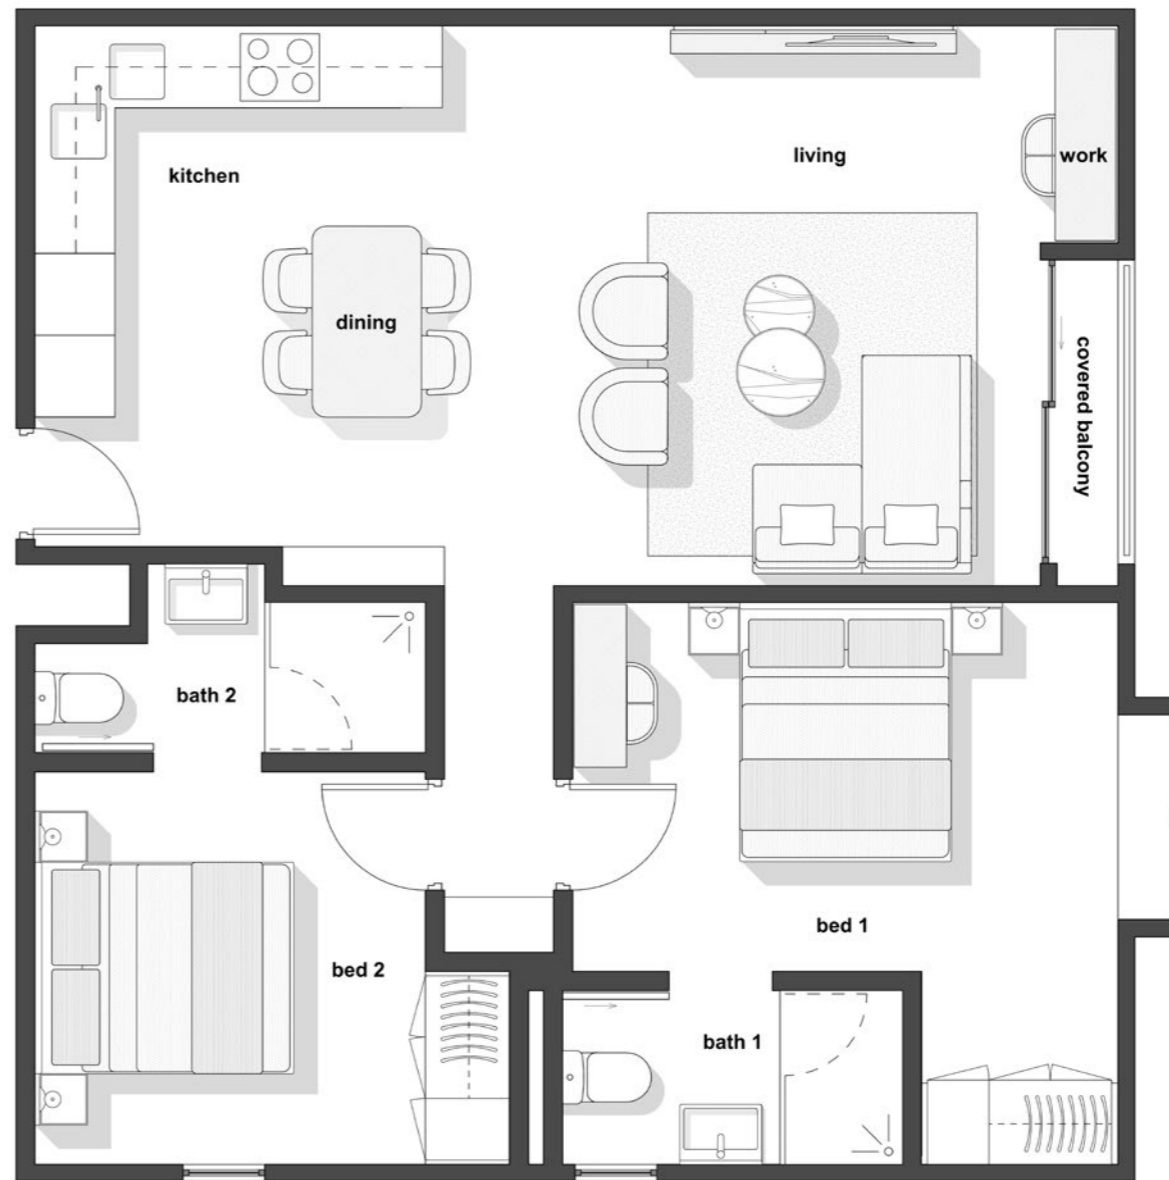 living
work
kitchen
dining
covered balcony
bath 2
bed 1
bed 2
bath 1